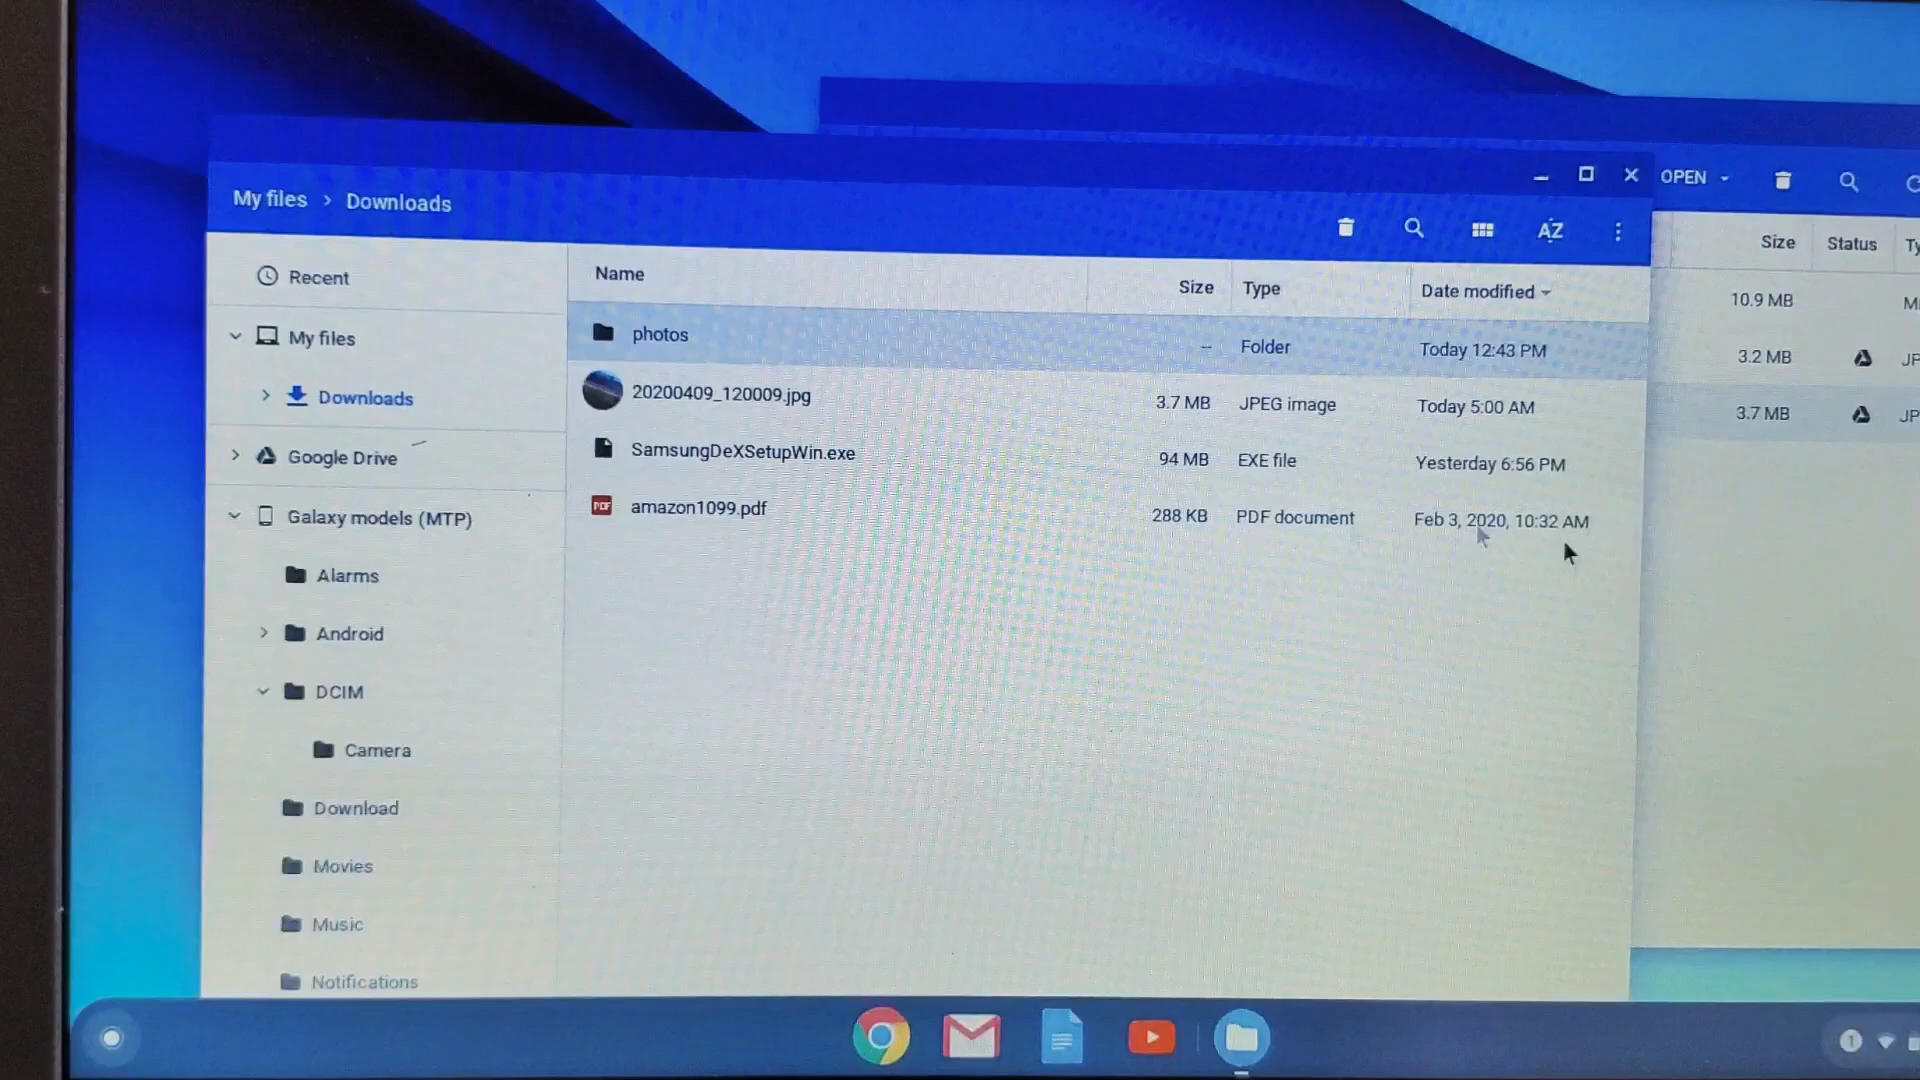 OPEN
My files > Downloads
AZ
Size Status
Recent
Name Size Type Date modified
10.9 MB
My files
photos -- Folder Today 12:43 PM
3.2 MB
Downloads
20200409_120009.jpg 3.7 MB JPEG image Today 5:00 AM
3.7 MB
Google Drive
SamsungDeXSetupWin.exe 94 MB EXE file Yesterday 6:56 PM
Galaxy models (MTP)
PDF amazon1099.pdf 288 KB PDF document Feb 3, 2020, 10:32 AM
Alarms
Android
DCIM
Camera
Download
Movies
Music
Notifications
1